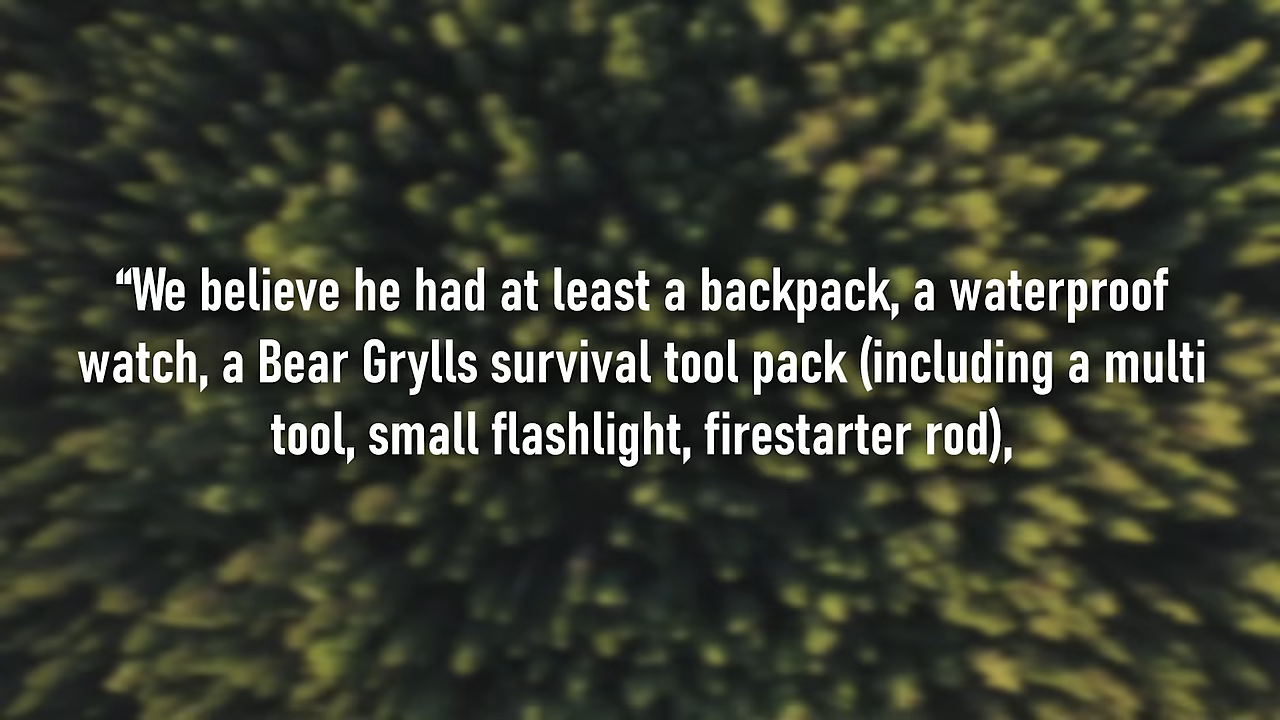 “We believe he had at least a backpack, a waterproof
watch, a Bear Grylls survival tool pack (including a multi
tool, small flashlight, firestarter rod),